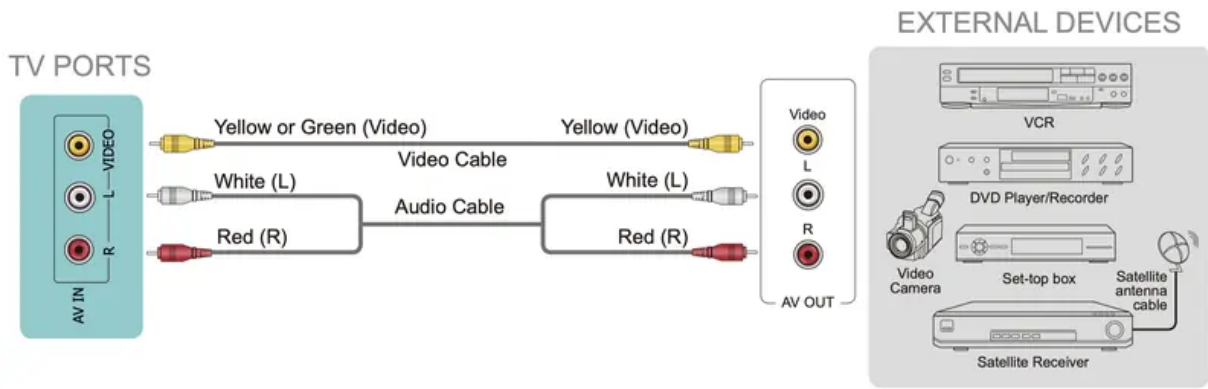 EXTERNAL DEVICES
TV PORTS
VIDEO
L
R
AV IN
Yellow or Green (Video)
Yellow (Video)
Video Cable
White (L)
White (L)
Audio Cable
Red (R)
Red (R)
Video
L
R
AV OUT
VCR
DVD Player/Recorder
Video
Camera
Set-top box
Satellite
antenna
cable
Satellite Receiver